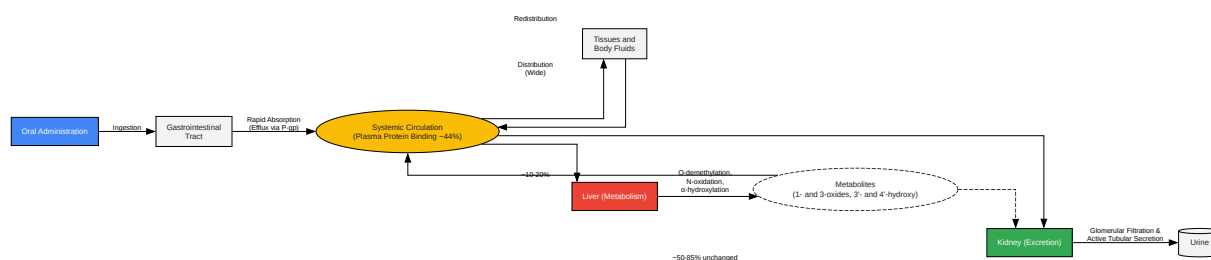 Redistribution
Tissues and
Body Fluids
Distribution
(Wide)
Oral Administration
Ingestion
Gastrointestinal
Tract
Rapid Absorption
(Efflux via P-gp)
Systemic Circulation
(Plasma Protein Binding ~44%)
~10-20%
Liver (Metabolism)
O-demethylation,
N-oxidation,
α-hydroxylation
Metabolites
(1- and 3-oxides, 3'- and 4'-hydroxy)
Kidney (Excretion)
Glomerular Filtration &
Active Tubular Secretion
Urine
~50-85% unchanged